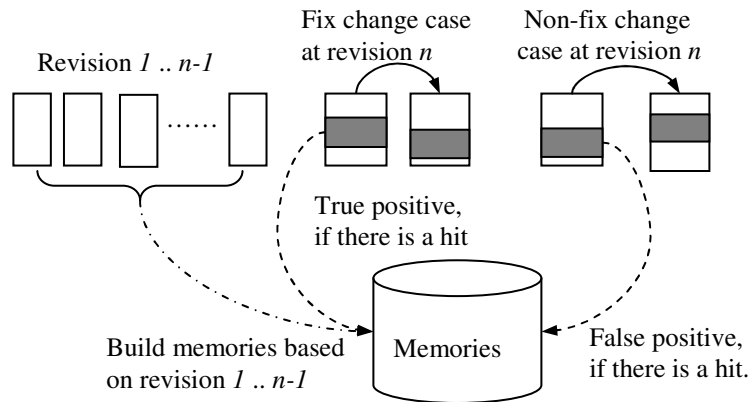 Revision 1 .. n-1
Fix change case
at revision n
Non-fix change
case at revision n
......
True positive,
if there is a hit
Build memories based
on revision 1 .. n-1
Memories
False positive,
if there is a hit.